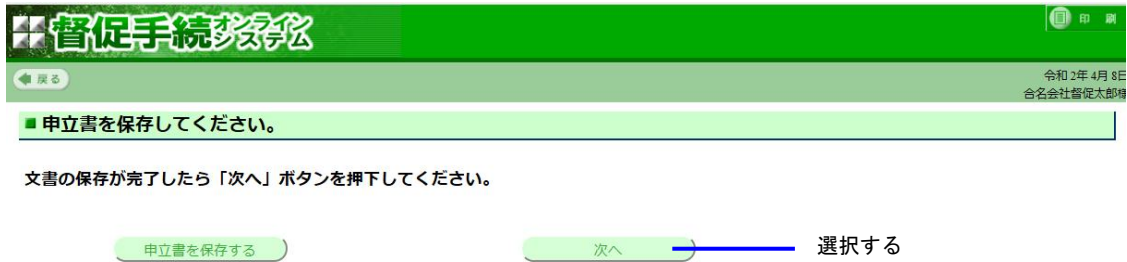 督促手続オンラインシステム
印 刷
戻る
令和 2年 4月 8日
合名会社督促太郎様
申立書を保存してください。
文書の保存が完了したら「次へ」ボタンを押下してください。
申立書を保存する
次へ
選択する